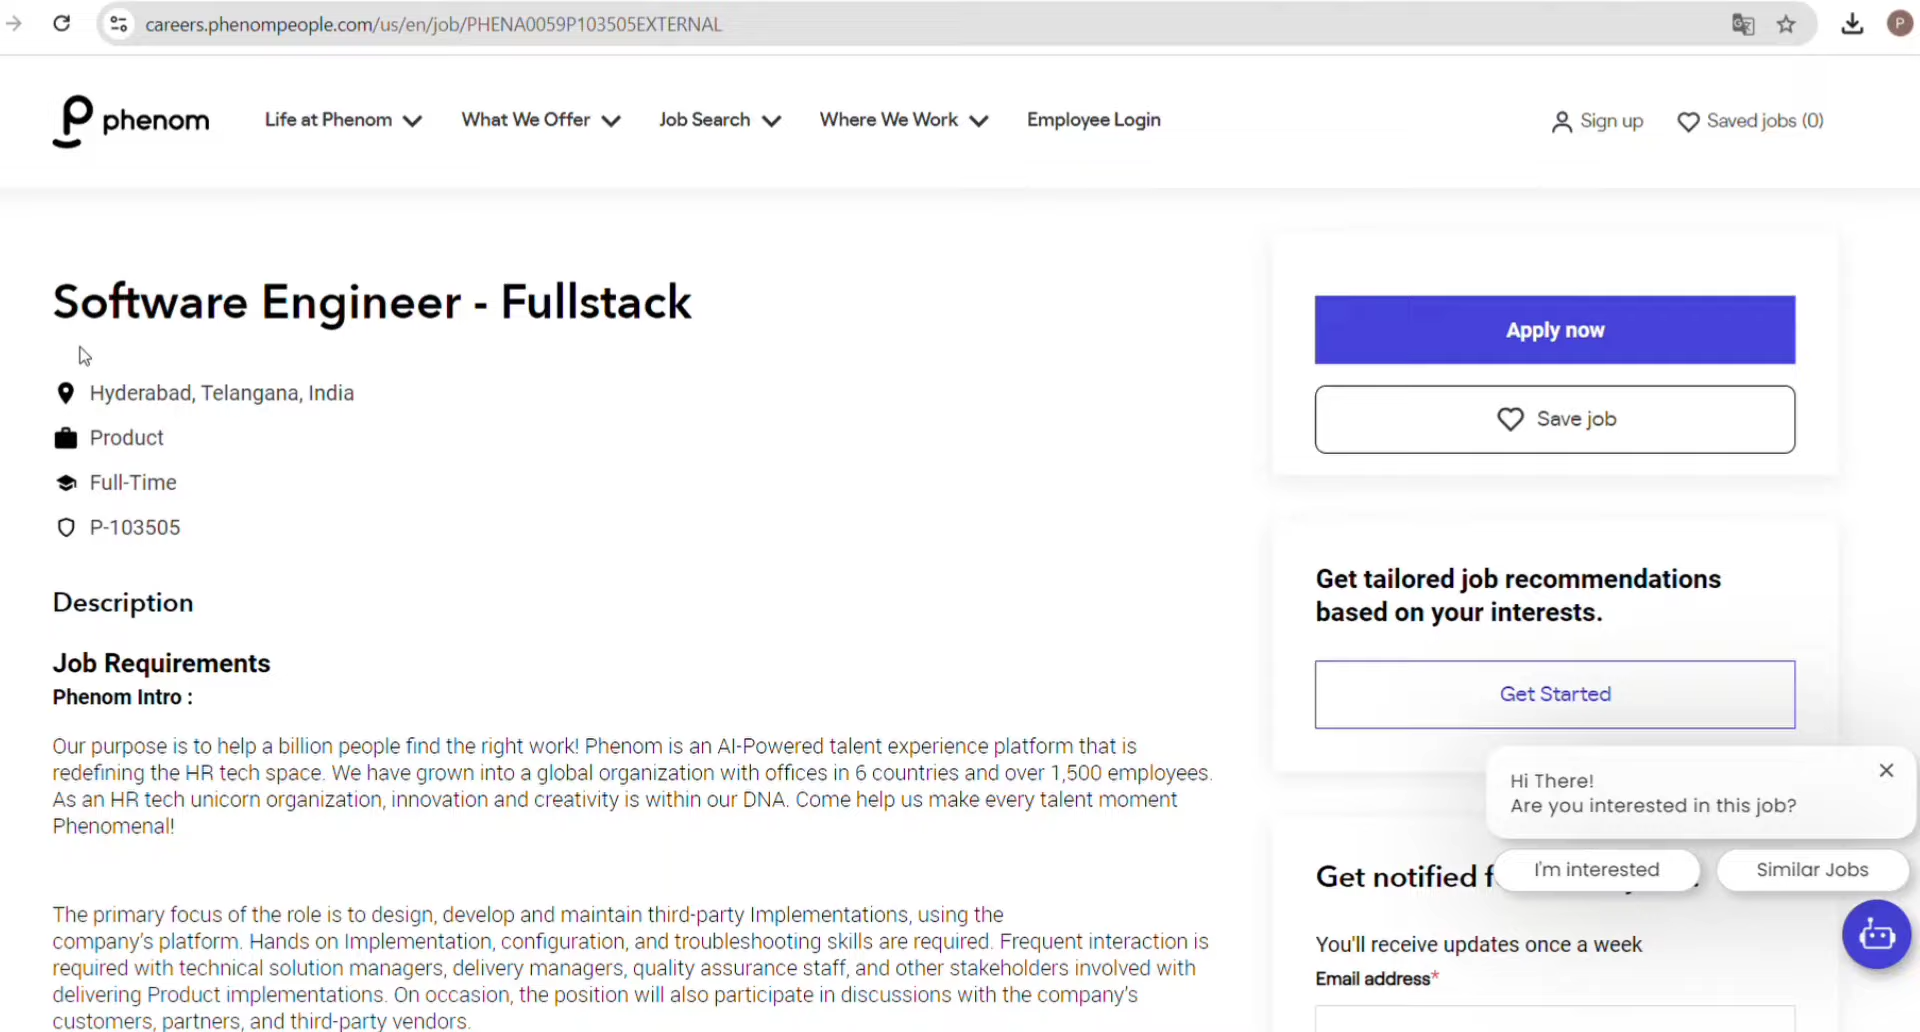 careers.phenompeople.com/us/en/job/PHENA0059P103505EXTERNAL
P
phenom
Life at Phenom
What We Offer
Job Search
Where We Work
Employee Login
Sign up
Saved jobs (0)
Software Engineer - Fullstack
Hyderabad, Telangana, India
Product
Full-Time
P-103505
Description
Job Requirements
Phenom Intro :
Our purpose is to help a billion people find the right work! Phenom is an AI-Powered talent experience platform that is
redefining the HR tech space. We have grown into a global organization with offices in 6 countries and over 1,500 employees.
As an HR tech unicorn organization, innovation and creativity is within our DNA. Come help us make every talent moment
Phenomenal!
The primary focus of the role is to design, develop and maintain third-party Implementations, using the
company's platform. Hands on Implementation, configuration, and troubleshooting skills are required. Frequent interaction is
required with technical solution managers, delivery managers, quality assurance staff, and other stakeholders involved with
delivering Product implementations. On occasion, the position will also participate in discussions with the company's
customers, partners, and third-party vendors.
Apply now
Save job
Get tailored job recommendations
based on your interests.
Get Started
Hi There!
Are you interested in this job?
I'm interested
Similar Jobs
Get notified
You'll receive updates once a week
Email address*